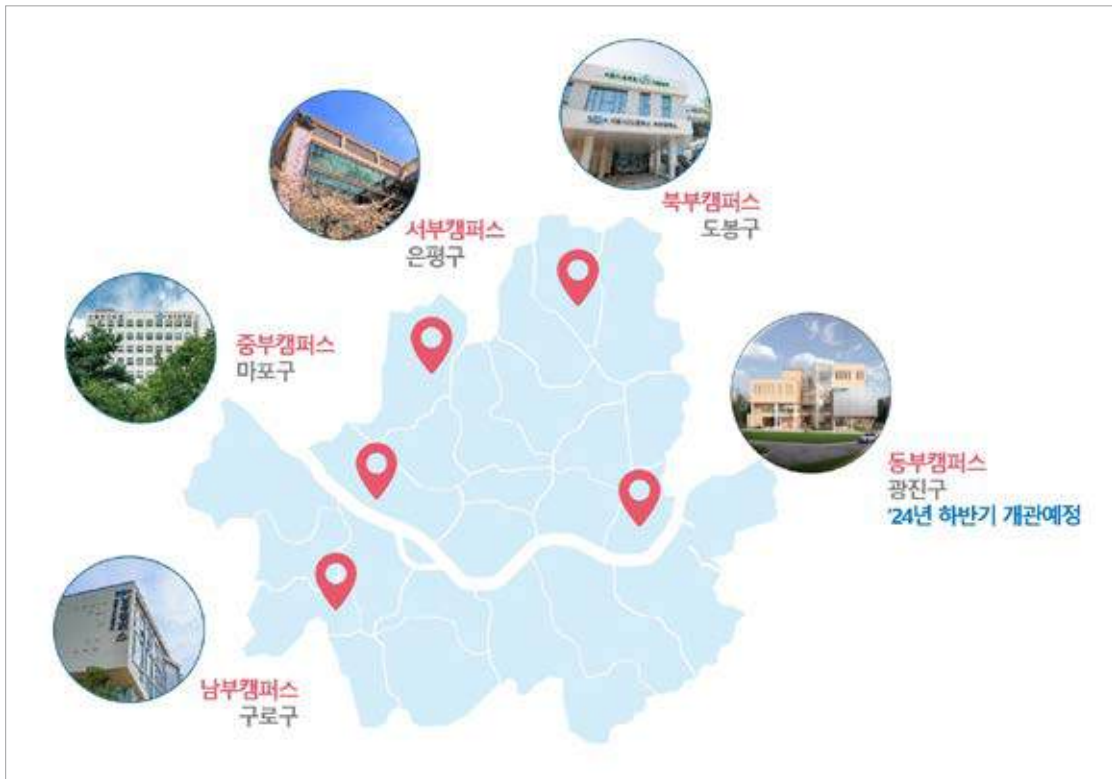 북부캠퍼스
도봉구
서부캠퍼스
은평구
중부캠퍼스
마포구
동부캠퍼스
광진구
'24년 하반기 개관예정
남부캠퍼스
구로구